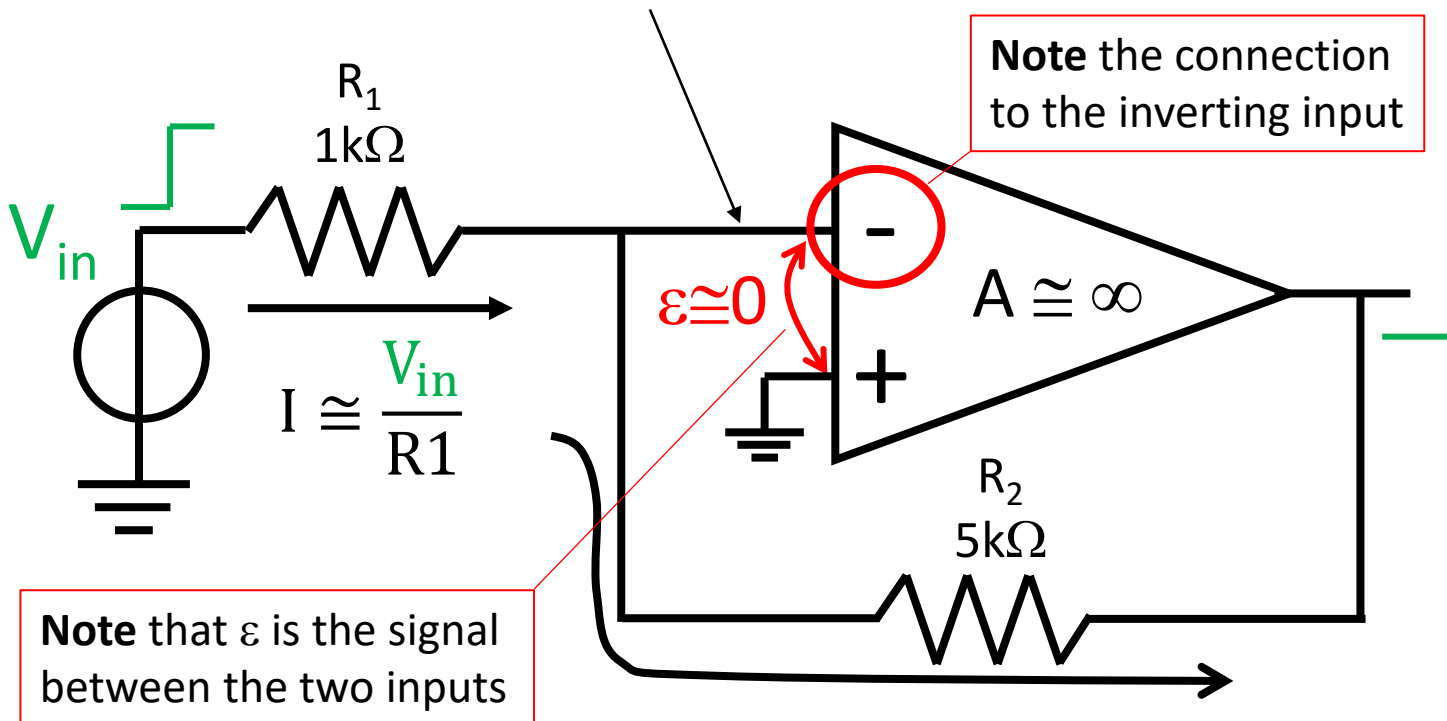 Note the connection
to the inverting input
R₁
1kΩ
Vin
-
ε≅0
A ≅ ∞
+
I ≅ Vin/R1
R₂
5kΩ
Note that ε is the signal
between the two inputs